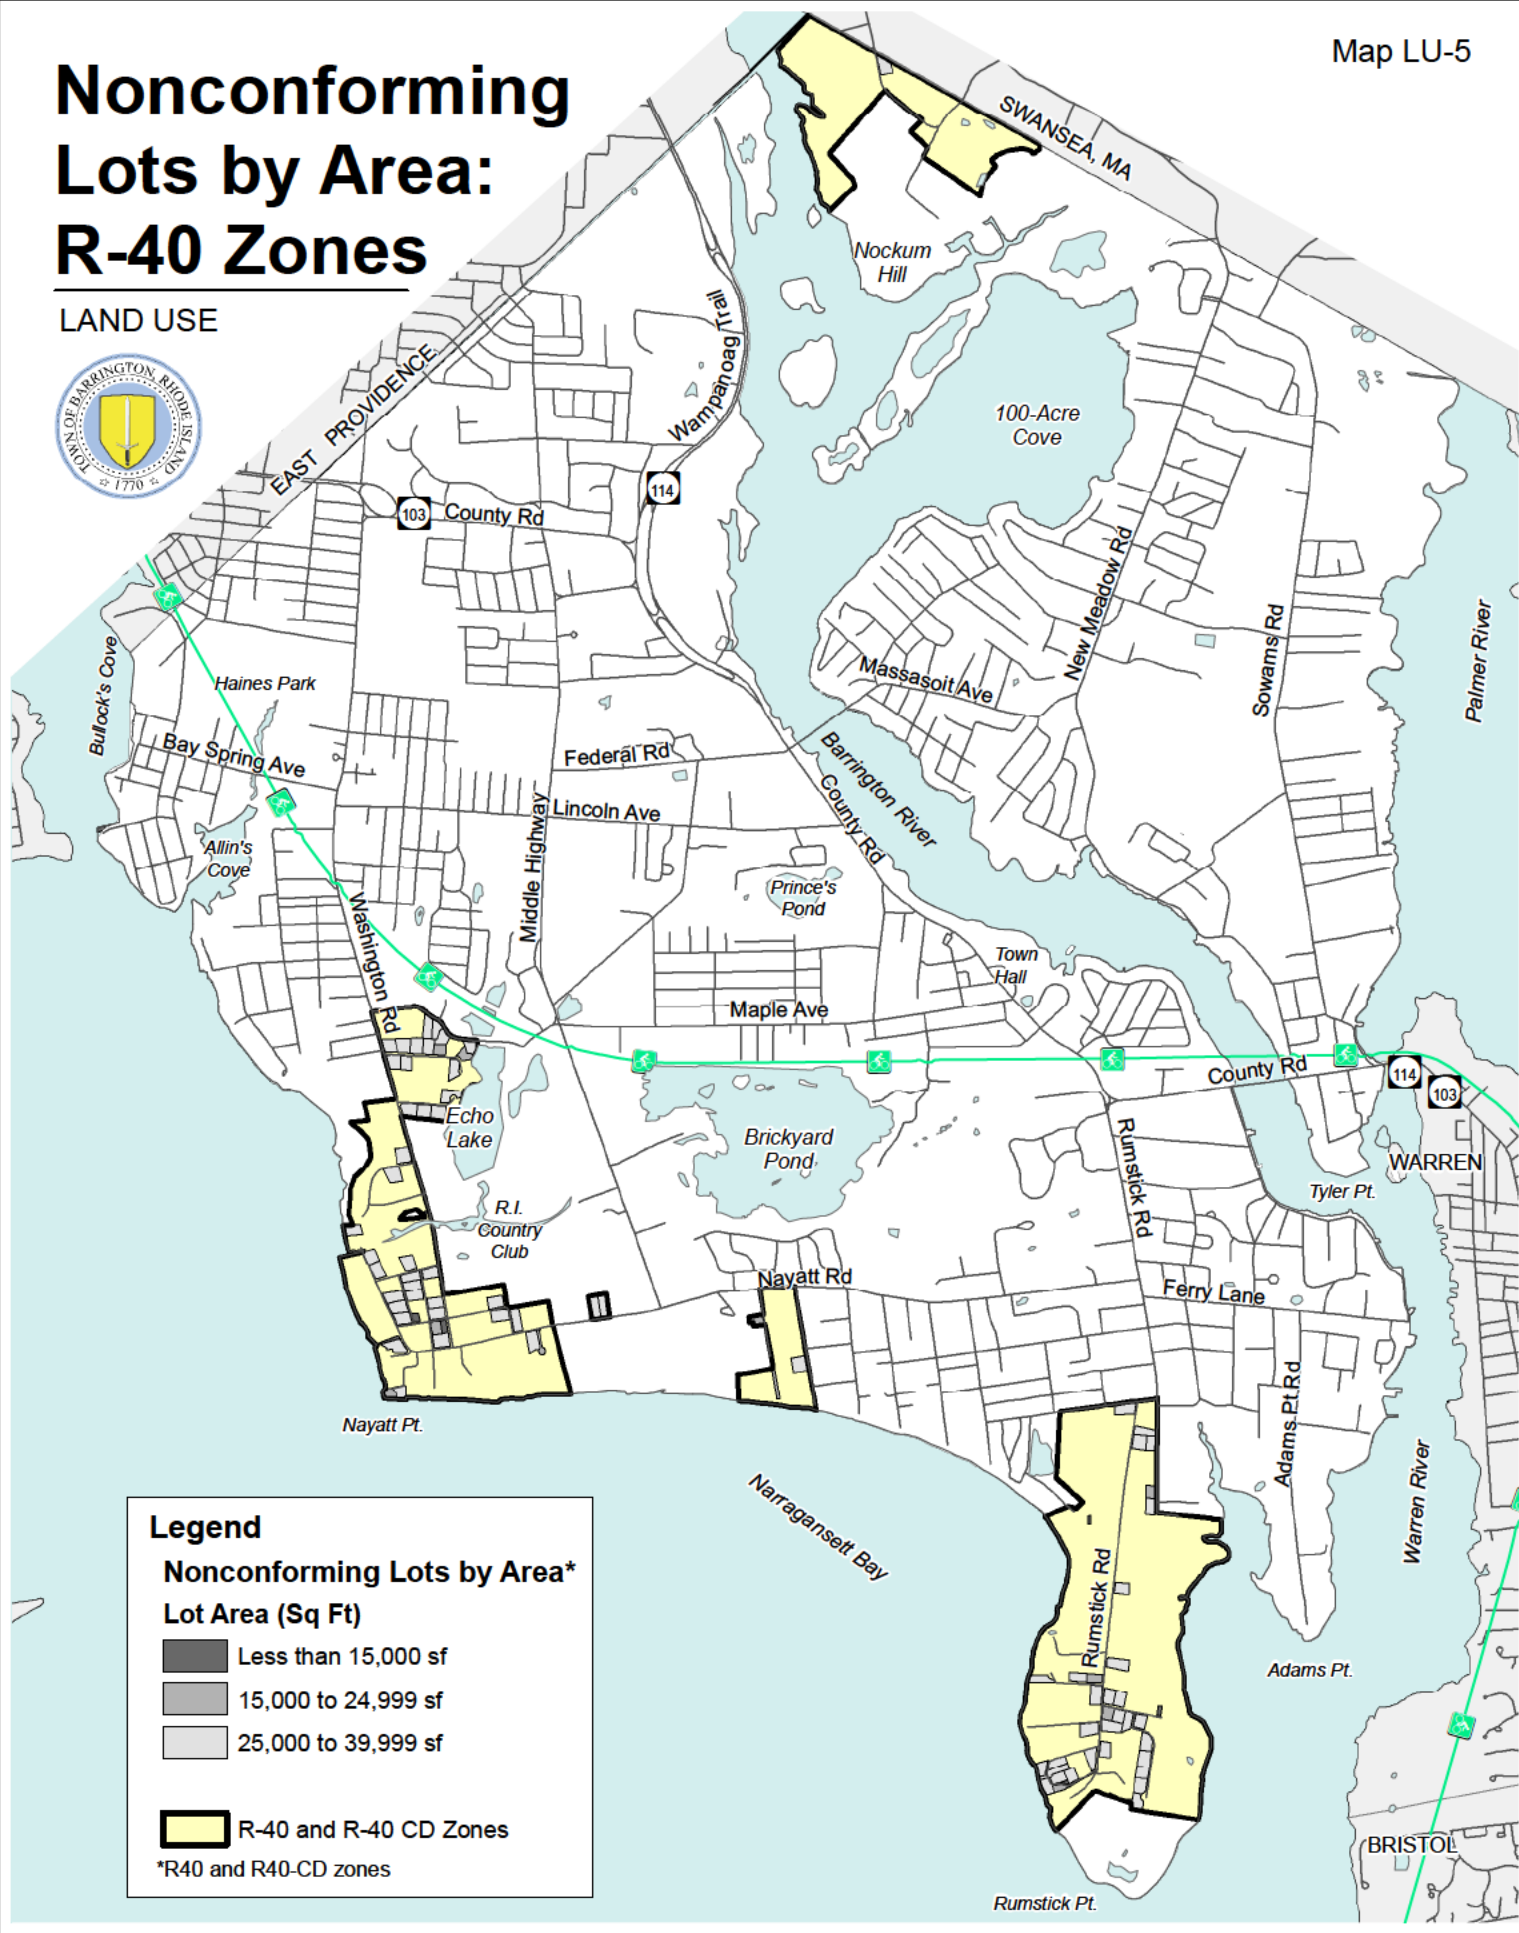 Map LU-5
Nonconforming
Lots by Area:
R-40 Zones
LAND USE
TOWN OF BARRINGTON, RHODE ISLAND
☆ 1770 ☆
SWANSEA, MA
Nockum
Hill
Wampanoag Trail
EAST PROVIDENCE
100-Acre
Cove
114
103
County Rd
New Meadow Rd
Sowams Rd
Palmer River
Bullock's Cove
Haines Park
Massasoit Ave
Bay Spring Ave
Federal Rd
Barrington River
County Rd
Lincoln Ave
Middle Highway
Allin's
Cove
Prince's
Pond
Washington Rd
Town
Hall
Maple Ave
County Rd
114
103
Echo
Lake
Brickyard
Pond
Rumstick Rd
WARREN
Tyler Pt.
R.I.
Country
Club
Nayatt Rd
Ferry Lane
Adams Pt Rd
Nayatt Pt.
Warren River
Narragansett Bay
Rumstick Rd
Adams Pt.
BRISTOL
Rumstick Pt.
Legend
Nonconforming Lots by Area*
Lot Area (Sq Ft)
Less than 15,000 sf
15,000 to 24,999 sf
25,000 to 39,999 sf
R-40 and R-40 CD Zones
*R40 and R40-CD zones